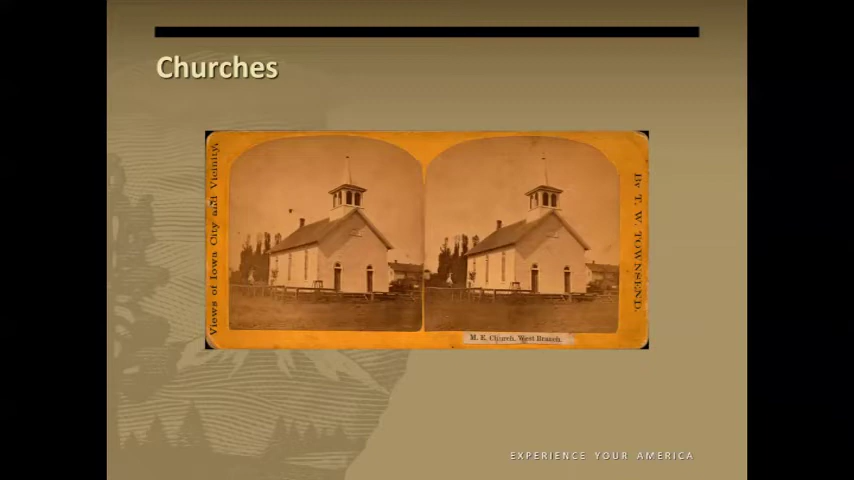 Churches
Views of Iowa City and Vicinity,
By T. W. TOWNSEND.
M. E. Church, West Branch.
EXPERIENCE YOUR AMERICA